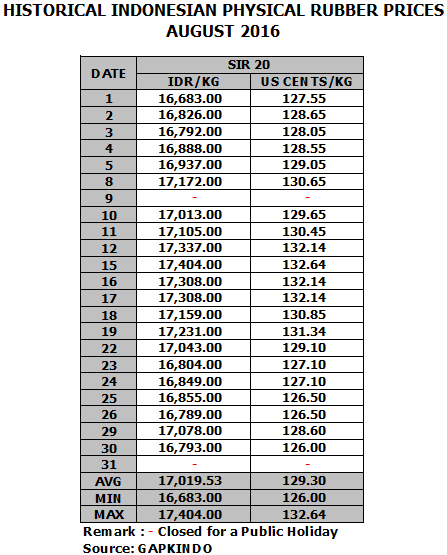 HISTORICAL INDONESIAN PHYSICAL RUBBER PRICES
AUGUST 2016
DATE SIR 20
IDR/KG US CENTS/KG
1 16,683.00 127.55
2 16,826.00 128.65
3 16,792.00 128.05
4 16,888.00 128.55
5 16,937.00 129.05
8 17,172.00 130.65
9 - -
10 17,013.00 129.65
11 17,105.00 130.45
12 17,337.00 132.14
15 17,404.00 132.64
16 17,308.00 132.14
17 17,308.00 132.14
18 17,159.00 130.85
19 17,231.00 131.34
22 17,043.00 129.10
23 16,804.00 127.10
24 16,849.00 127.10
25 16,855.00 126.50
26 16,789.00 126.50
29 17,078.00 128.60
30 16,793.00 126.00
31 - -
AVG 17,019.53 129.30
MIN 16,683.00 126.00
MAX 17,404.00 132.64
Remark : - Closed for a Public Holiday
Source: GAPKINDO